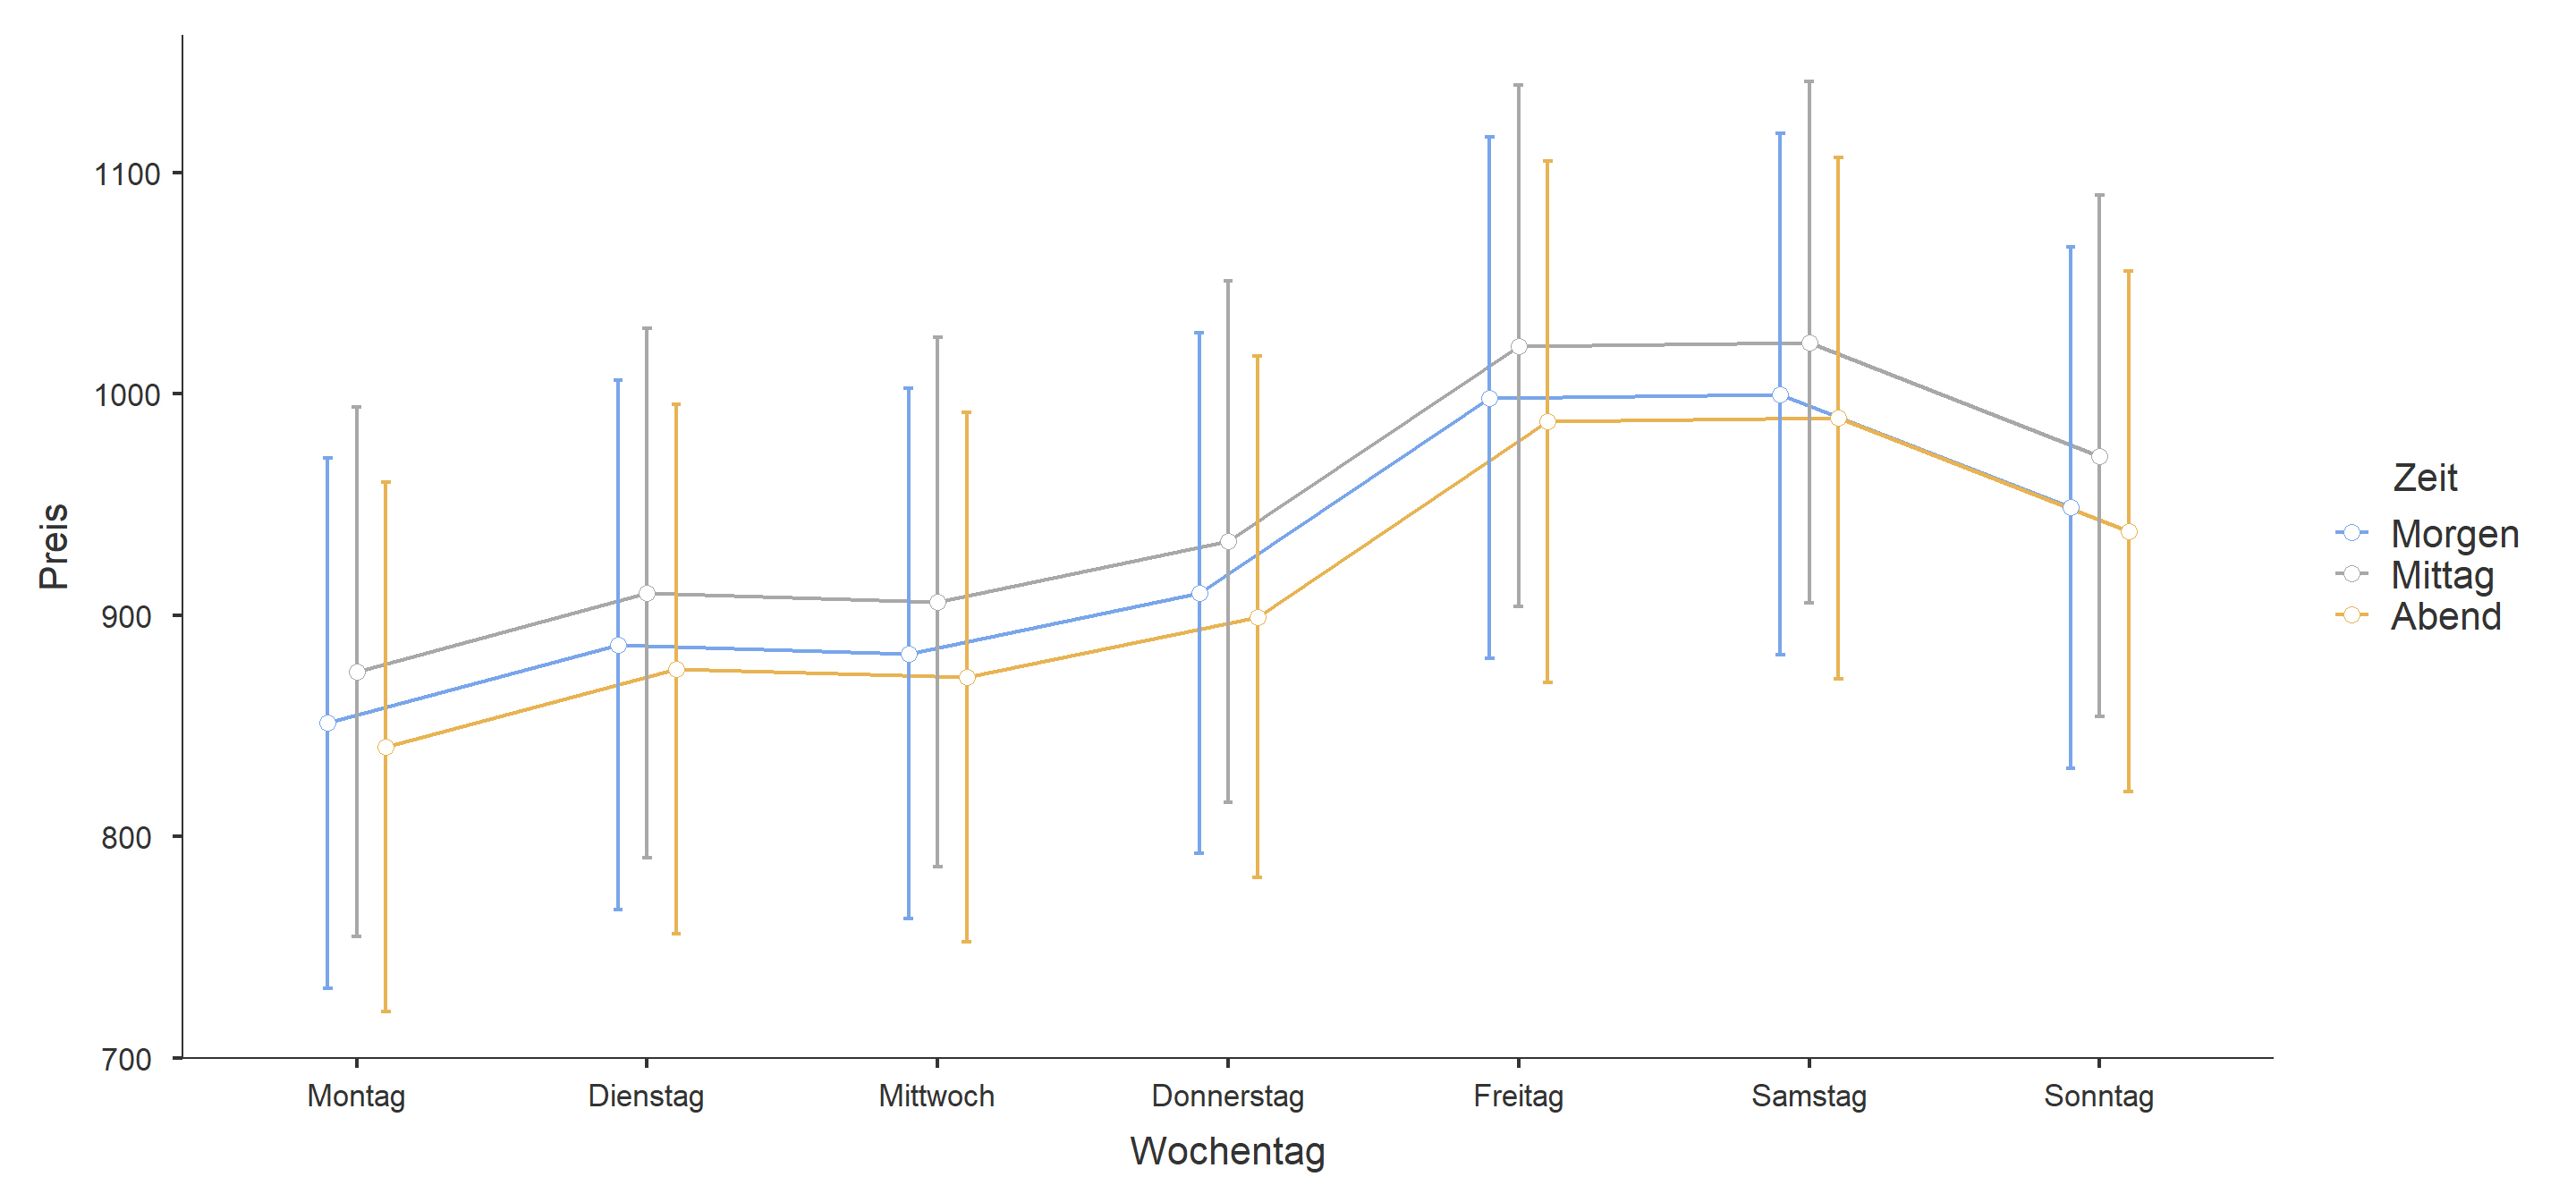 1100
1000
900
800
700
Preis
Montag
Dienstag
Mittwoch
Donnerstag
Freitag
Samstag
Sonntag
Wochentag
Zeit
Morgen
Mittag
Abend